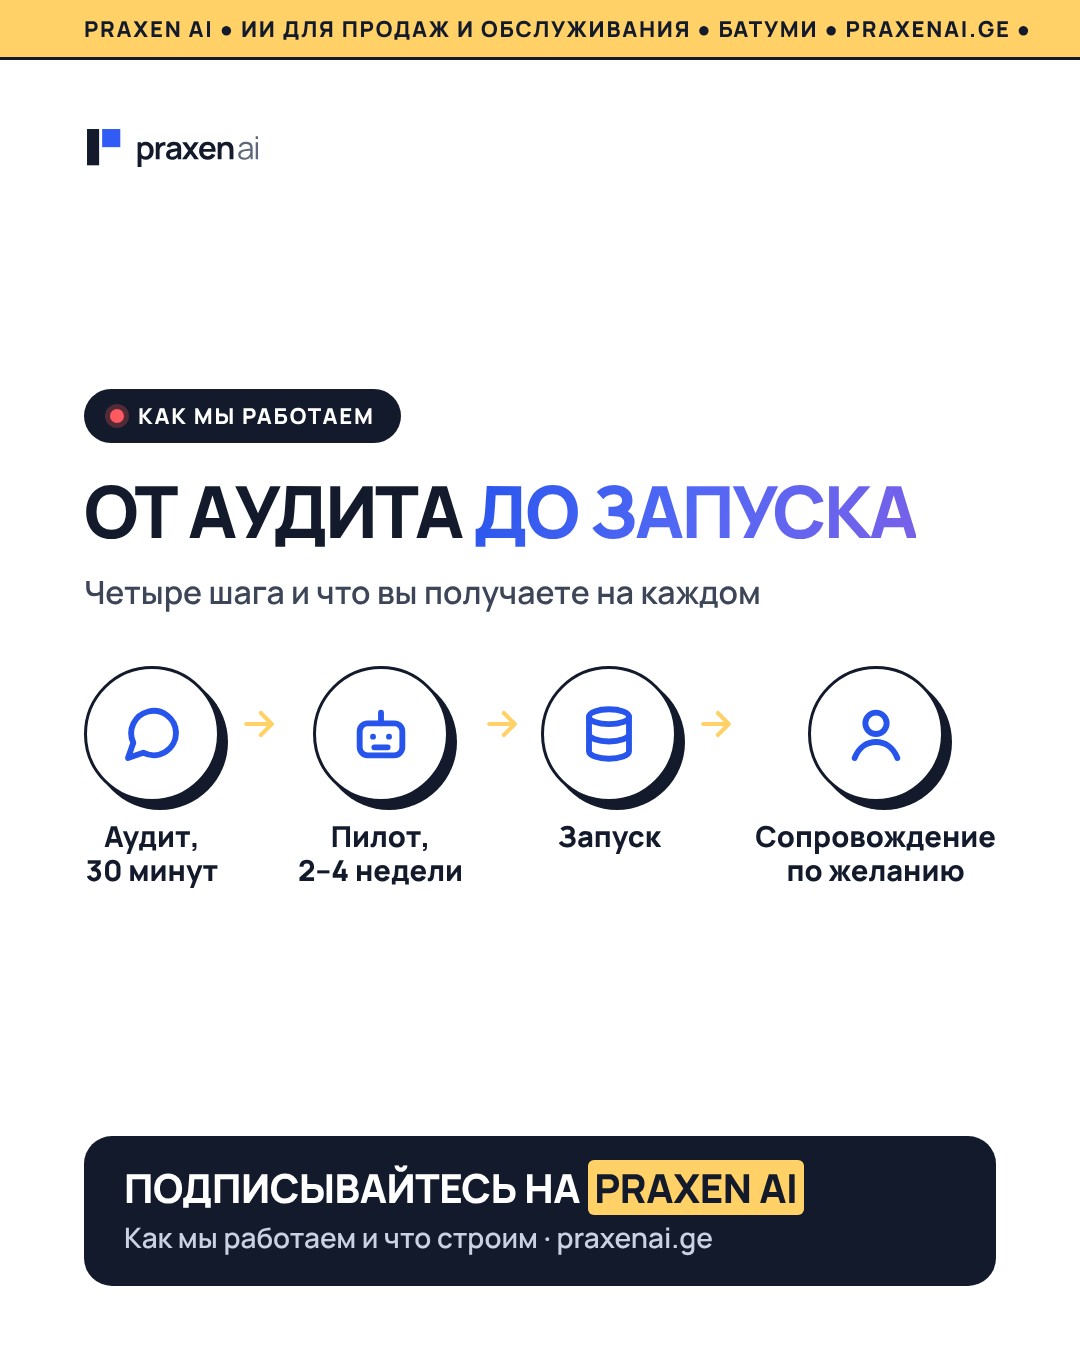 PRAXEN AI ● ИИ ДЛЯ ПРОДАЖ И ОБСЛУЖИВАНИЯ ● БАТУМИ ● PRAXENAI.GE ●
praxen ai
КАК МЫ РАБОТАЕМ
ОТ АУДИТА ДО ЗАПУСКА
Четыре шага и что вы получаете на каждом
Аудит,
30 минут
Пилот,
2–4 недели
Запуск
Сопровождение
по желанию
ПОДПИСЫВАЙТЕСЬ НА PRAXEN AI
Как мы работаем и что строим · praxenai.ge